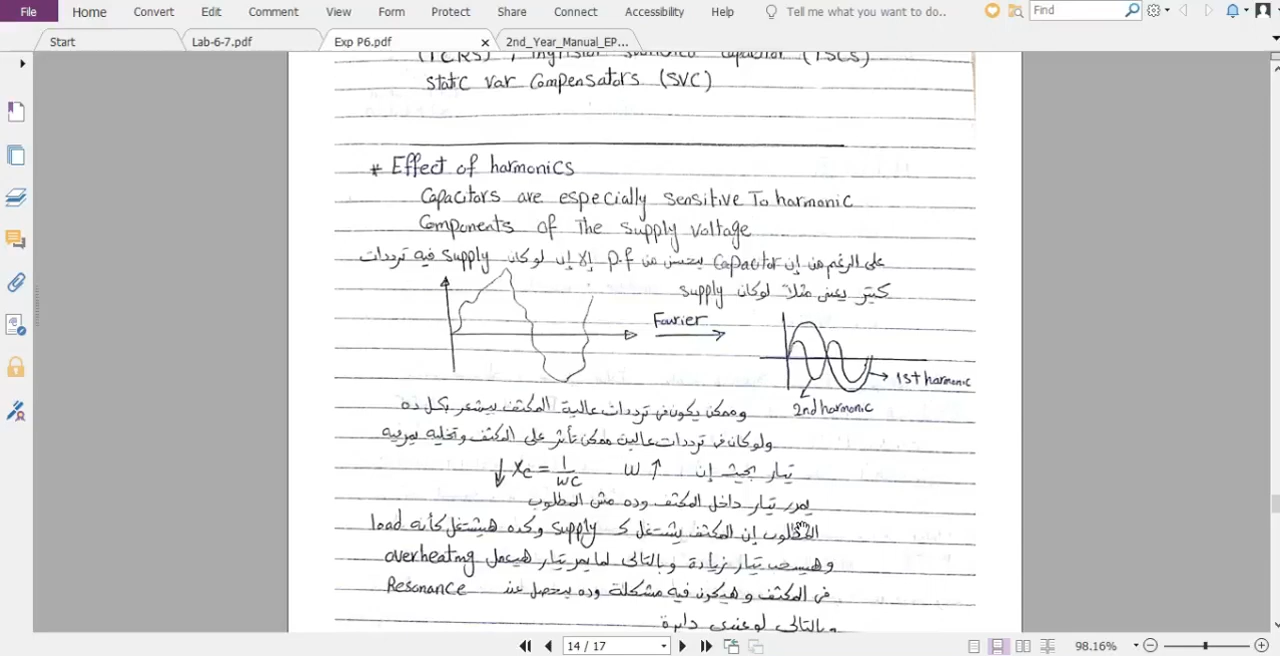 File Home Convert Edit Comment View Form Protect Share Connect Accessibility Help Tell me what you want to do.. Find
Start Lab-6-7.pdf Exp P6.pdf 2nd_Year_Manual_EP...
(TCRS), Capacitor (TSCS)
Static Var Compensators (SVC)
* Effect of harmonics
Capacitors are especially sensitive To harmonic
Components of The Supply Voltage
على الرغم من إن Capacitor يحسن من p.f إلا إن لو كان Supply فيه ترددات
كتير يعنى مثلاً لو كان supply
Fourier
1st harmonic
2nd harmonic
وممكن يكون فى ترددات عالية المكثف بيشعر بكل ده
ولو كان فى ترددات عالية ممكن تأثر على المكثف وتخليه يمر فيه
تيار بحيث إن W ↑ ↓ Xc = 1/WC
يمرر تيار داخل المكثف وده مش المطلوب
المطلوب إن المكثف يشتغل ك Supply وكده هيشتغل كأنه load
وهيسحب تيار زيادة وبالتالى لما يمر تيار هيعمل overheating
فى المكثف وهيكون فيه مشكلة وده بيحصل عند Resonance
وبالتالى لو عندى دايرة
14 / 17 98.16%